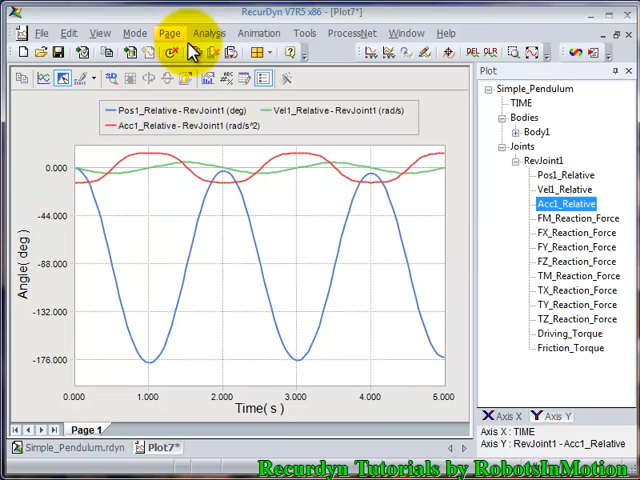 RecurDyn V7R5 x86 - [Plot7*]
File Edit View Mode Page Analysis Animation Tools ProcessNet Window Help
DEL CLR
Pos1_Relative - RevJoint1 (deg) Vel1_Relative - RevJoint1 (rad/s)
Acc1_Relative - RevJoint1 (rad/s^2)
0.000
-44.000
-88.000
-132.000
-176.000
Angle( deg )
0.000 1.000 2.000 3.000 4.000 5.000
Time( s )
Page 1
Simple_Pendulum.rdyn Plot7*
Plot
Simple_Pendulum
TIME
Bodies
Body1
Joints
RevJoint1
Pos1_Relative
Vel1_Relative
Acc1_Relative
FM_Reaction_Force
FX_Reaction_Force
FY_Reaction_Force
FZ_Reaction_Force
TM_Reaction_Force
TX_Reaction_Force
TY_Reaction_Force
TZ_Reaction_Force
Driving_Torque
Friction_Torque
Axis X Axis Y
Axis X : TIME
Axis Y : RevJoint1 - Acc1_Relative
Recurdyn Tutorials by RobotsInMotion